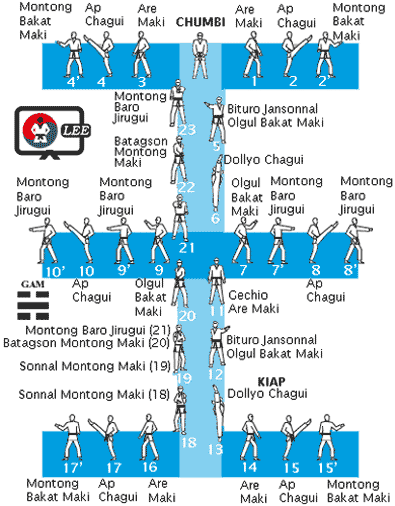 Montong Bakat Maki
Ap Chagui
Are Maki
CHUMBI
Are Maki
Ap Chagui
Montong Bakat Maki
4'
4
3
1
2
2'
LEE
Montong Baro Jirugui
23
Bituro Jansonnal
Olgul Bakat Maki
5
Batagson Montong Maki
22
Dollyo Chagui
6
Montong Baro Jirugui
Montong Baro Jirugui
21
Olgul Bakat Maki
Montong Baro Jirugui
Montong Baro Jirugui
10'
10
9'
9
7
7'
8
8'
Ap Chagui
Olgul Bakat Maki
20
11
Gechio
Are Maki
Ap Chagui
GAM
Montong Baro Jirugui (21)
Batagson Montong Maki (20)
Sonnal Montong Maki (19)
19
12
Bituro Jansonnal
Olgul Bakat Maki
KIAP
Sonnal Montong Maki (18)
18
13
Dollyo Chagui
17'
17
16
14
15
15'
Montong Bakat Maki
Ap Chagui
Are Maki
Are Maki
Ap Chagui
Montong Bakat Maki